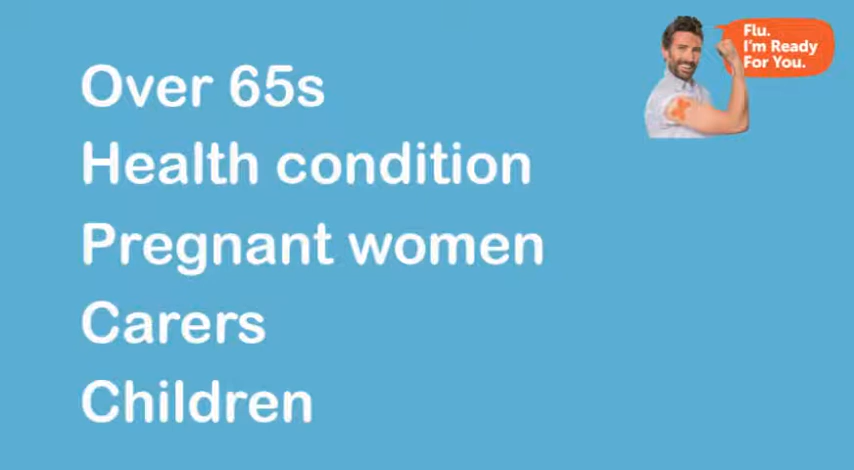 Flu.
I'm Ready
For You.
Over 65s
Health condition
Pregnant women
Carers
Children